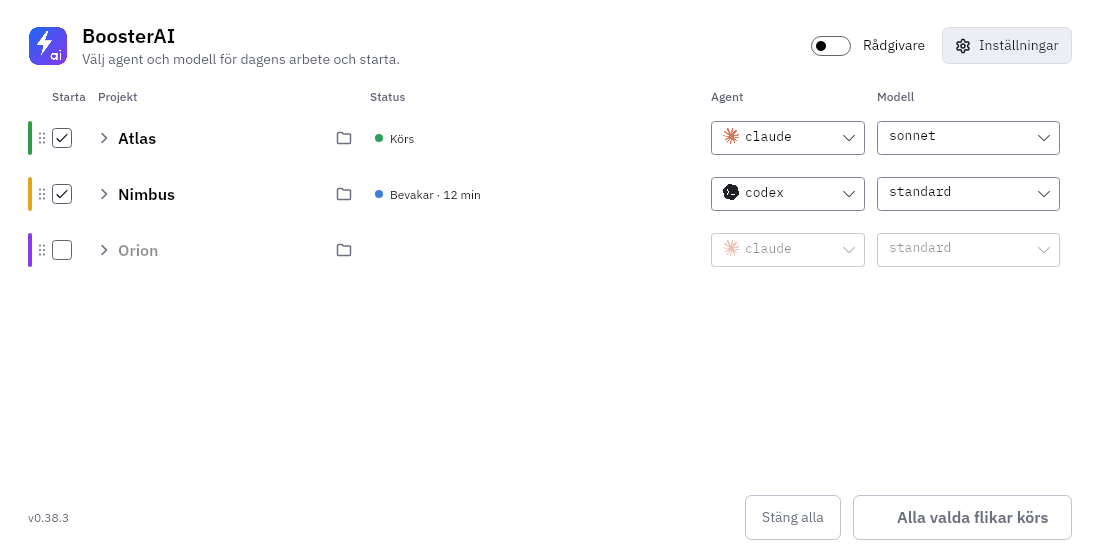 ai
BoosterAI
Välj agent och modell för dagens arbete och starta.
Rådgivare
Inställningar
Starta Projekt Status Agent Modell
Atlas Körs claude sonnet
Nimbus Bevakar · 12 min codex standard
Orion claude standard
v0.38.3 Stäng alla Alla valda flikar körs